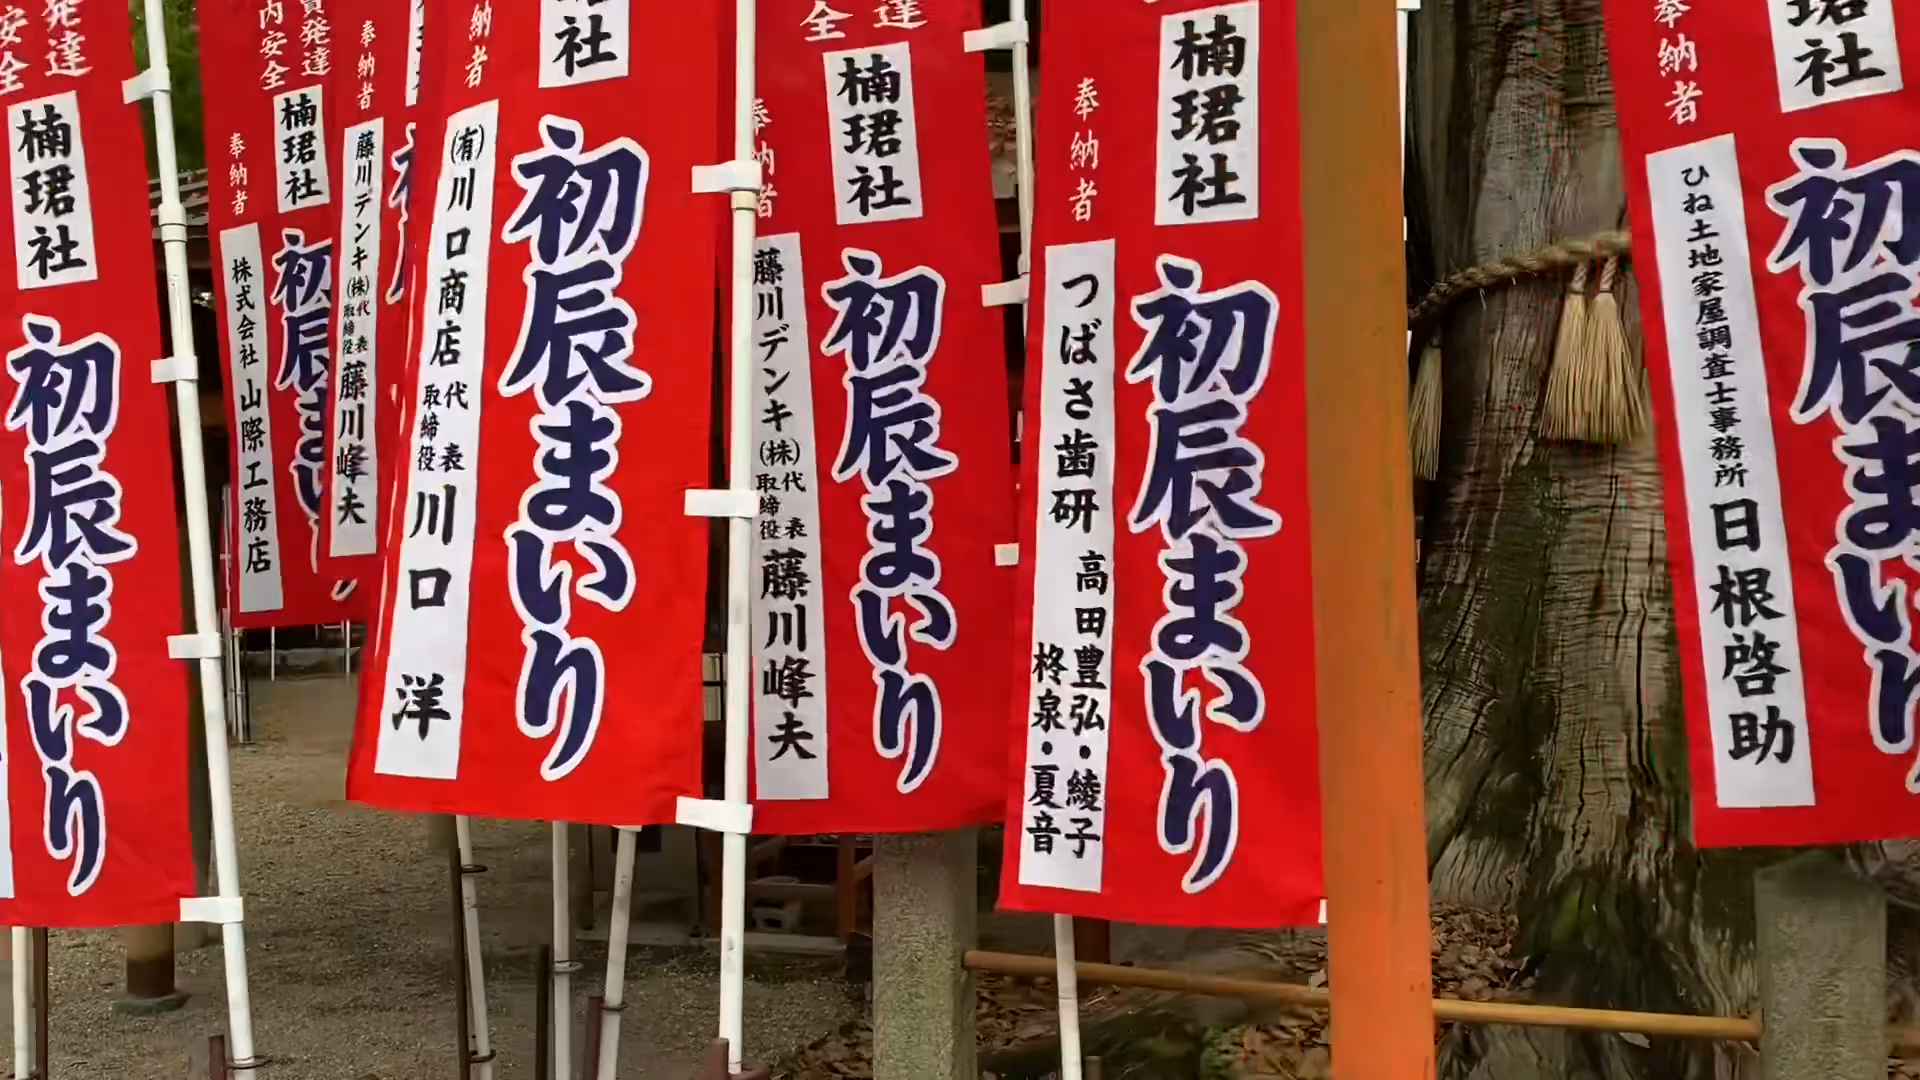 発達
安全
楠珺社
初辰まいり
発達
内安全
楠珺社
奉納者
株式会社 山際工務店
初辰まい
奉納者
藤川デンキ(株)代表取締役 藤川峰夫
納者
(有)川口商店 代表取締役 川口 洋
社
初辰まいり
達
全
楠珺社
奉納者
藤川デンキ(株)代表取締役 藤川峰夫
初辰まいり
楠珺社
奉納者
つばさ歯研 高田豊弘・綾子
柊泉・夏音
初辰まいり
珺社
奉納者
ひね土地家屋調査士事務所 日根啓助
初辰まいり